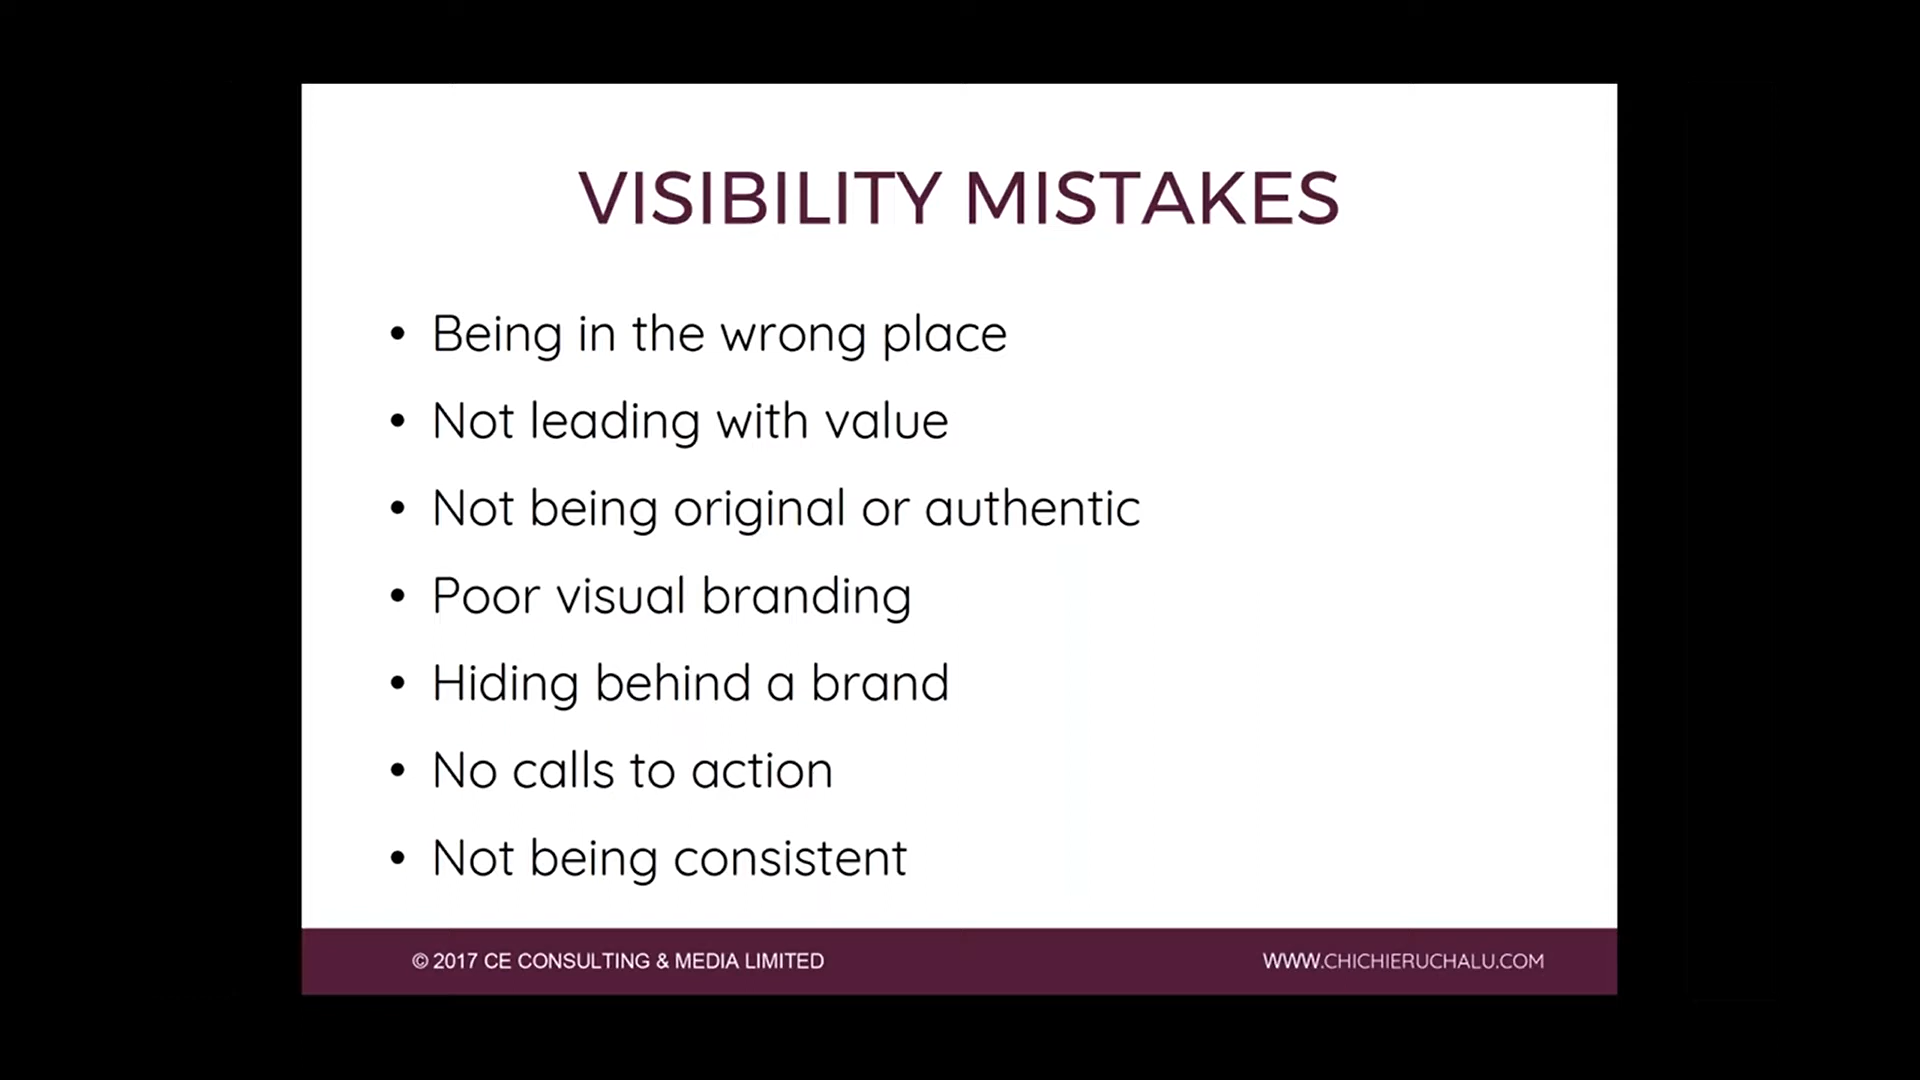 VISIBILITY MISTAKES
• Being in the wrong place
• Not leading with value
• Not being original or authentic
• Poor visual branding
• Hiding behind a brand
• No calls to action
• Not being consistent
© 2017 CE CONSULTING & MEDIA LIMITED
WWW.CHICHIERUCHALU.COM